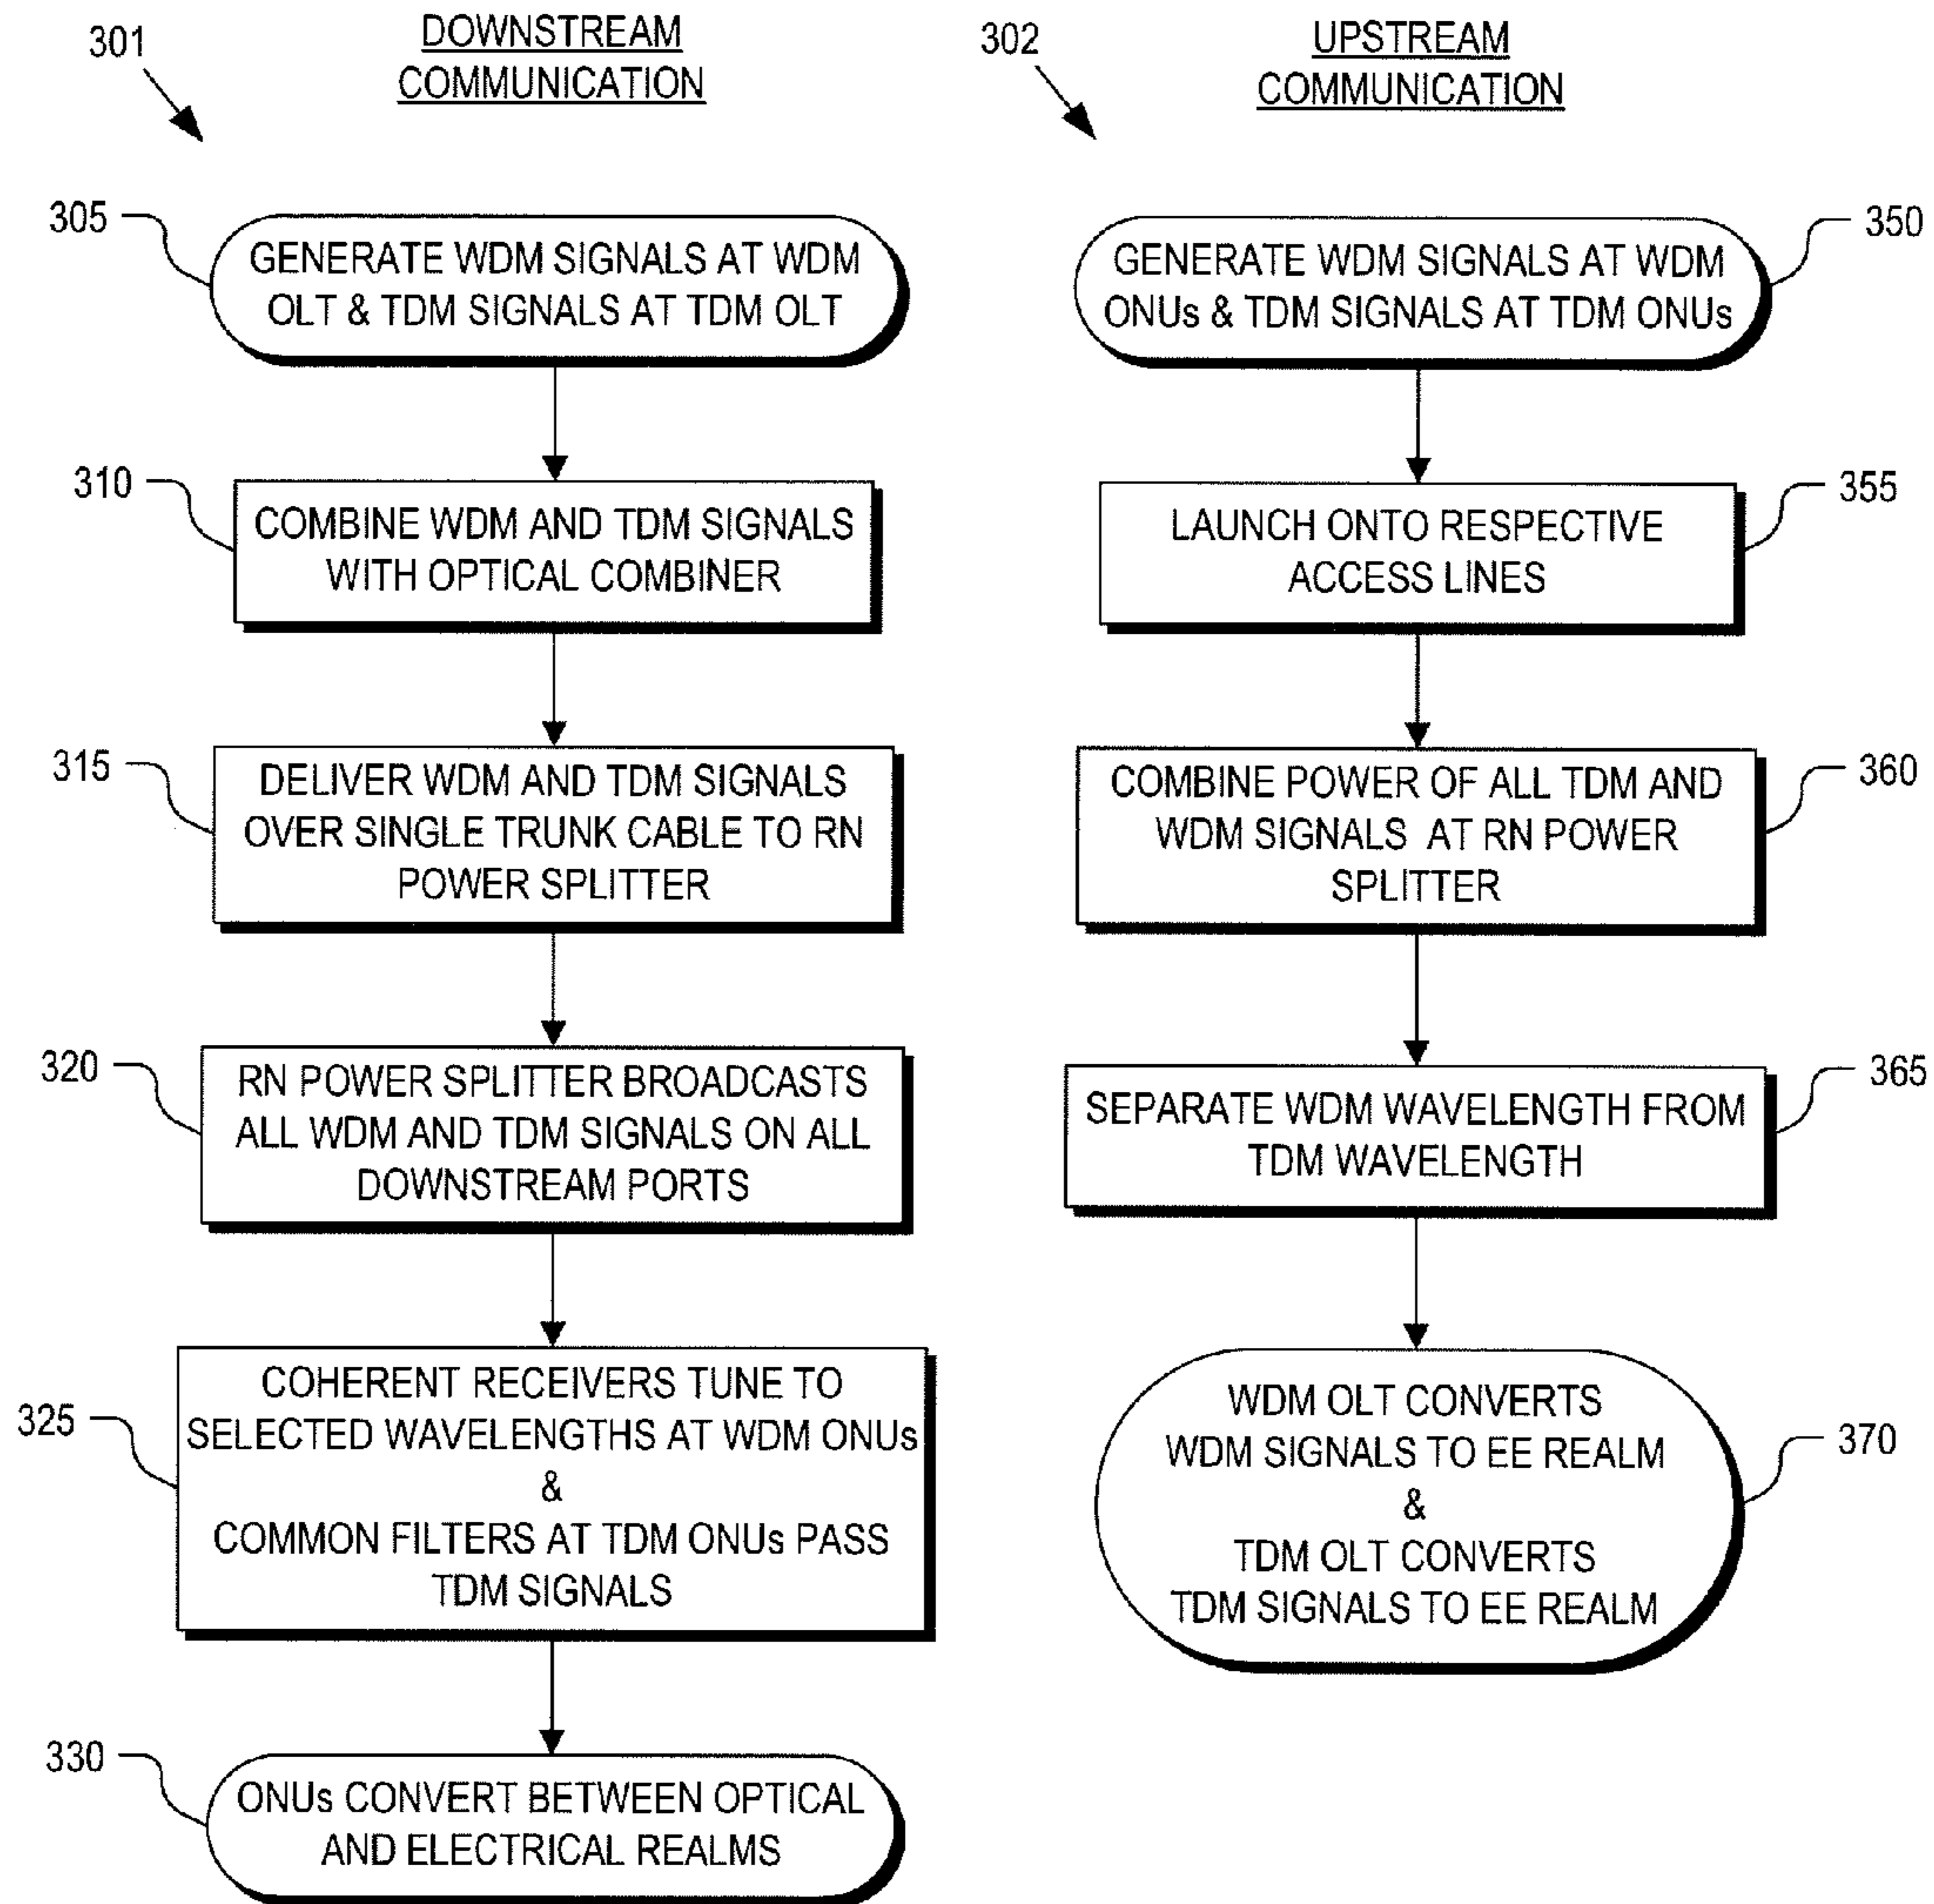 301
DOWNSTREAM
COMMUNICATION
305
GENERATE WDM SIGNALS AT WDM
OLT & TDM SIGNALS AT TDM OLT
310
COMBINE WDM AND TDM SIGNALS
WITH OPTICAL COMBINER
315
DELIVER WDM AND TDM SIGNALS
OVER SINGLE TRUNK CABLE TO RN
POWER SPLITTER
320
RN POWER SPLITTER BROADCASTS
ALL WDM AND TDM SIGNALS ON ALL
DOWNSTREAM PORTS
325
COHERENT RECEIVERS TUNE TO
SELECTED WAVELENGTHS AT WDM ONUs
&
COMMON FILTERS AT TDM ONUs PASS
TDM SIGNALS
330
ONUs CONVERT BETWEEN OPTICAL
AND ELECTRICAL REALMS
302
UPSTREAM
COMMUNICATION
350
GENERATE WDM SIGNALS AT WDM
ONUs & TDM SIGNALS AT TDM ONUs
355
LAUNCH ONTO RESPECTIVE
ACCESS LINES
360
COMBINE POWER OF ALL TDM AND
WDM SIGNALS AT RN POWER
SPLITTER
365
SEPARATE WDM WAVELENGTH FROM
TDM WAVELENGTH
370
WDM OLT CONVERTS
WDM SIGNALS TO EE REALM
&
TDM OLT CONVERTS
TDM SIGNALS TO EE REALM